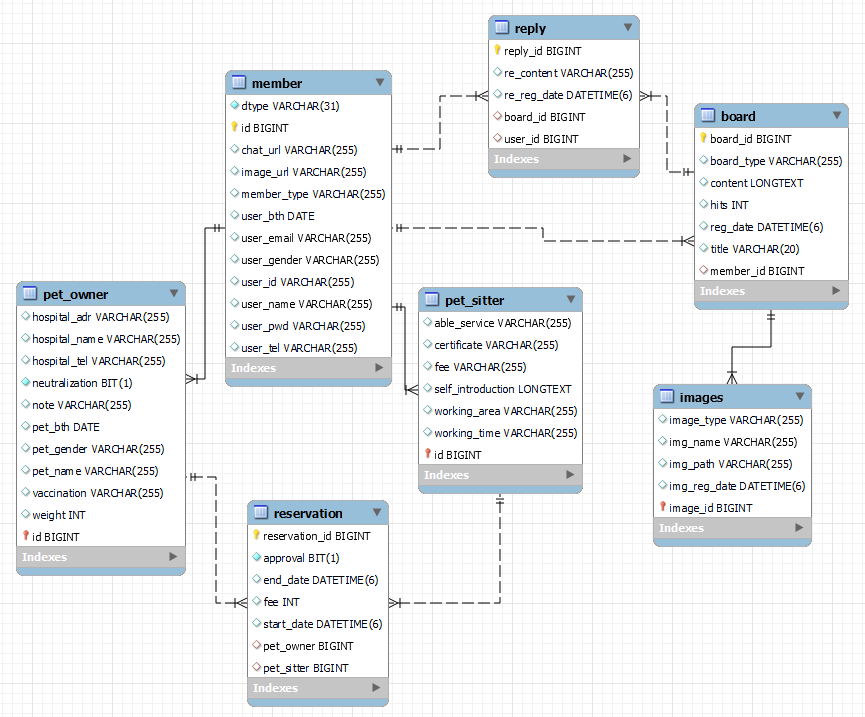 reply
reply_id BIGINT
re_content VARCHAR(255)
re_reg_date DATETIME(6)
board_id BIGINT
user_id BIGINT
Indexes
member
dtype VARCHAR(31)
id BIGINT
chat_url VARCHAR(255)
image_url VARCHAR(255)
member_type VARCHAR(255)
user_bth DATE
user_email VARCHAR(255)
user_gender VARCHAR(255)
user_id VARCHAR(255)
user_name VARCHAR(255)
user_pwd VARCHAR(255)
user_tel VARCHAR(255)
Indexes
board
board_id BIGINT
board_type VARCHAR(255)
content LONGTEXT
hits INT
reg_date DATETIME(6)
title VARCHAR(20)
member_id BIGINT
Indexes
pet_owner
hospital_adr VARCHAR(255)
hospital_name VARCHAR(255)
hospital_tel VARCHAR(255)
neutralization BIT(1)
note VARCHAR(255)
pet_bth DATE
pet_gender VARCHAR(255)
pet_name VARCHAR(255)
vaccination VARCHAR(255)
weight INT
id BIGINT
Indexes
pet_sitter
able_service VARCHAR(255)
certificate VARCHAR(255)
fee VARCHAR(255)
self_introduction LONGTEXT
working_area VARCHAR(255)
working_time VARCHAR(255)
id BIGINT
Indexes
images
image_type VARCHAR(255)
img_name VARCHAR(255)
img_path VARCHAR(255)
img_reg_date DATETIME(6)
image_id BIGINT
Indexes
reservation
reservation_id BIGINT
approval BIT(1)
end_date DATETIME(6)
fee INT
start_date DATETIME(6)
pet_owner BIGINT
pet_sitter BIGINT
Indexes